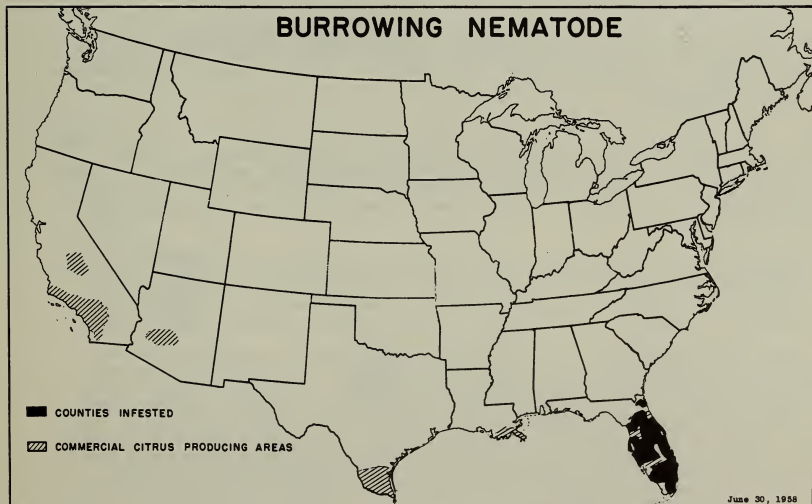 BURROWING NEMATODE
COUNTIES INFESTED
COMMERCIAL CITRUS PRODUCING AREAS
June 30, 1958